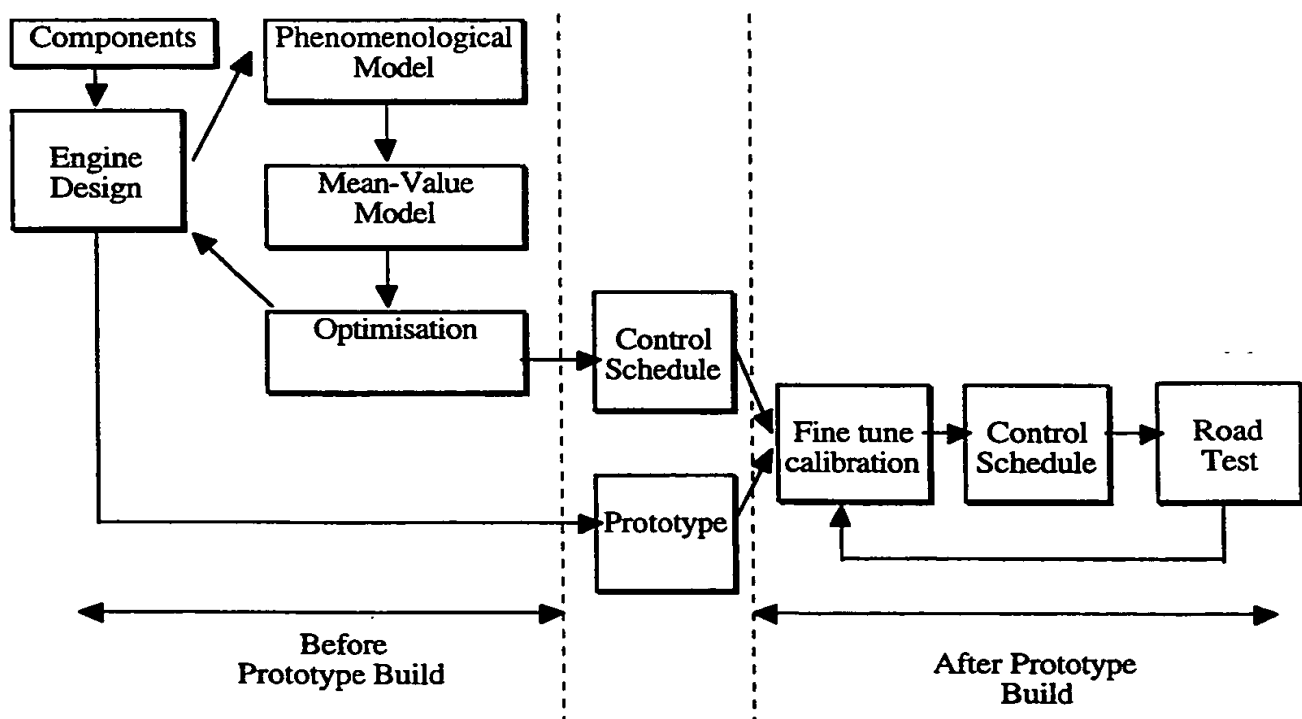 Components
Phenomenological
Model
Engine
Design
Mean-Value
Model
Optimisation
Control
Schedule
Prototype
Fine tune
calibration
Control
Schedule
Road
Test
Before
Prototype Build
After Prototype
Build